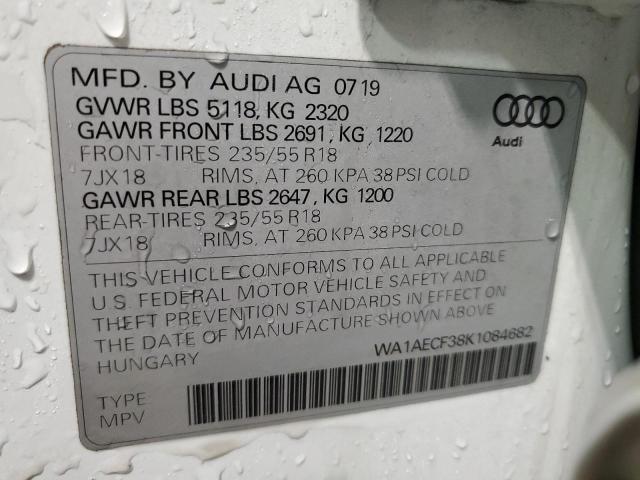 MFD. BY AUDI AG 0719
GVWR LBS 5118, KG 2320
GAWR FRONT LBS 2691, KG 1220
FRONT-TIRES 235/55 R18
7JX18 RIMS, AT 260 KPA 38 PSI COLD
GAWR REAR LBS 2647, KG 1200
REAR-TIRES 235/55 R18
7JX18 RIMS, AT 260 KPA 38 PSI COLD
Audi
THIS VEHICLE CONFORMS TO ALL APPLICABLE
U.S. FEDERAL MOTOR VEHICLE SAFETY AND
THEFT PREVENTION STANDARDS IN EFFECT ON
THE DATE OF MANUFACTURE SHOWN ABOVE
HUNGARY WA1AECF38K1084682
TYPE
MPV